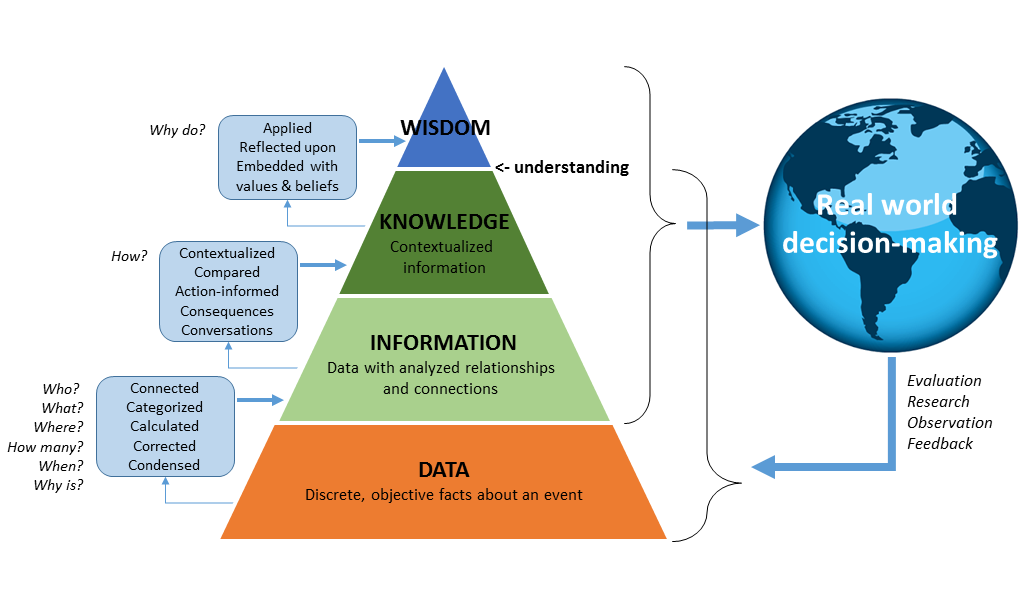 Why do?
Applied
Reflected upon
Embedded with
values & beliefs
WISDOM
<- understanding
How?
Contextualized
Compared
Action-informed
Consequences
Conversations
KNOWLEDGE
Contextualized
information
Who?
What?
Where?
How many?
When?
Why is?
Connected
Categorized
Calculated
Corrected
Condensed
INFORMATION
Data with analyzed relationships
and connections
DATA
Discrete, objective facts about an event
Real world
decision-making
Evaluation
Research
Observation
Feedback